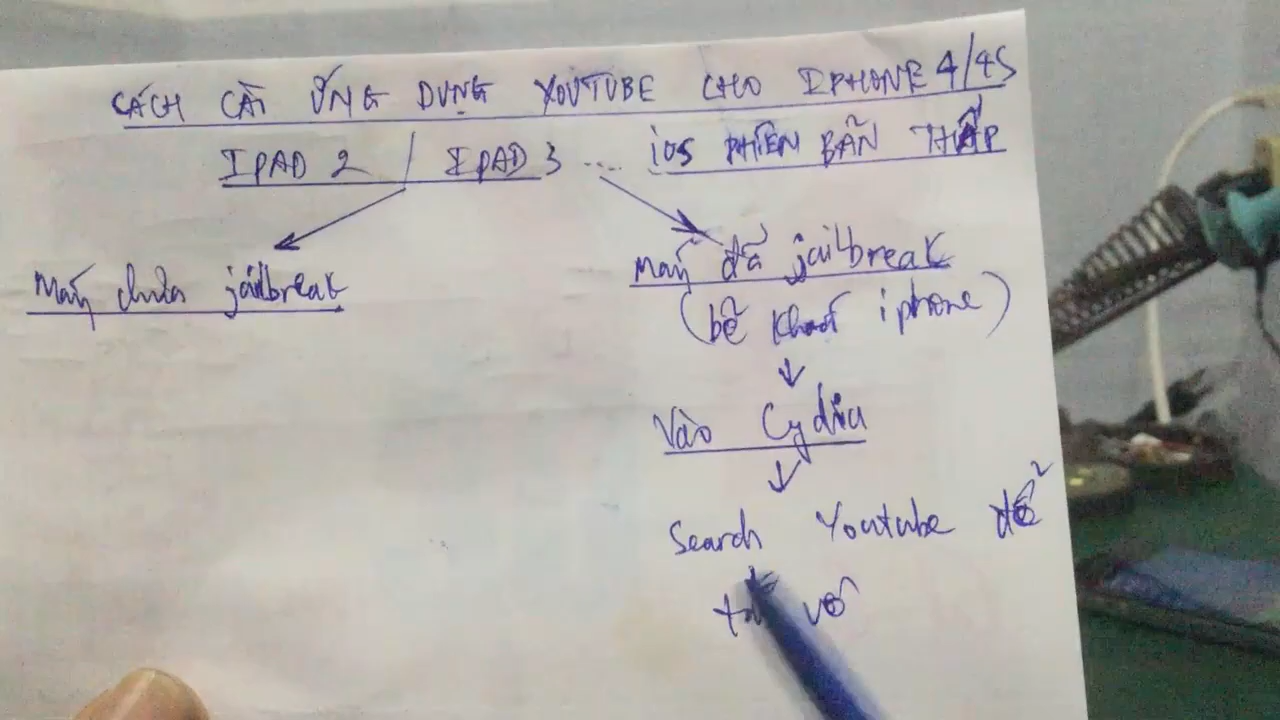 CÁCH CÀI ỨNG DỤNG YOUTUBE CHO IPHONE 4/4S
IPAD 2 / IPAD 3 ... iOS PHIÊN BẢN THẤP
Máy chưa jailbreak
Máy đã jailbreak
(bẻ khoá iphone)
Vào Cydia
Search Youtube để
tải về